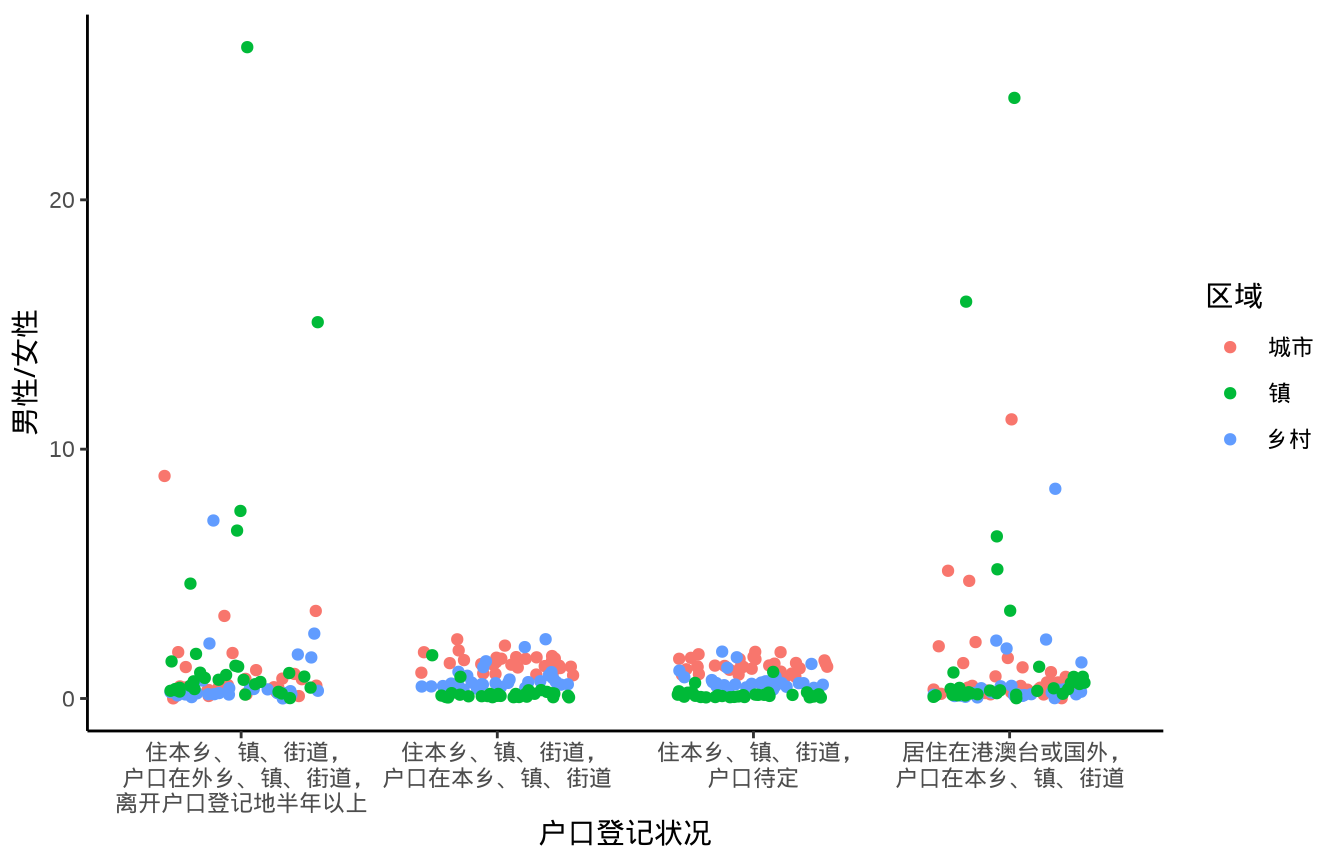 男性/女性
20
10
0
住本乡、镇、街道，
户口在外乡、镇、街道，
离开户口登记地半年以上
住本乡、镇、街道，
户口在本乡、镇、街道
住本乡、镇、街道，
户口待定
居住在港澳台或国外，
户口在本乡、镇、街道
户口登记状况
区域
城市
镇
乡村